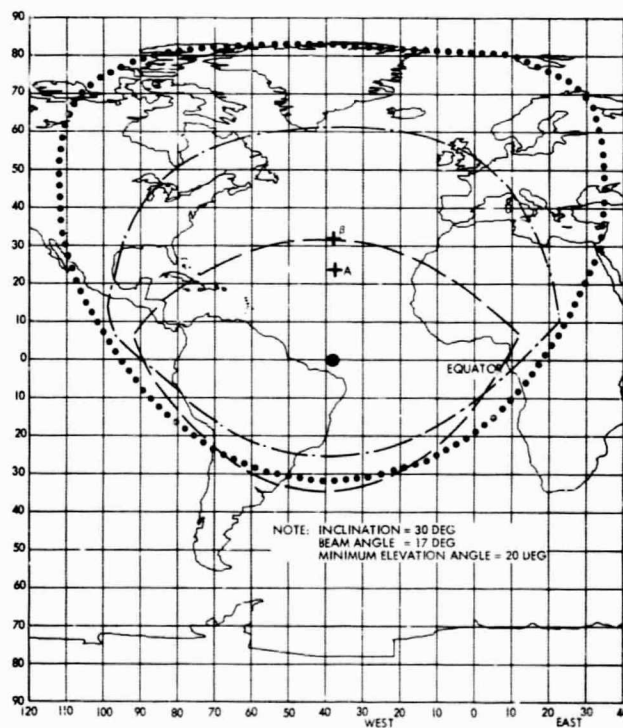 90
80
70
60
50
40
30
20
10
0
10
20
30
40
50
60
70
80
90
B
A
EQUATOR
NOTE: INCLINATION = 30 DEG
BEAM ANGLE = 17 DEG
MINIMUM ELEVATION ANGLE = 20 DEG
120 110 100 90 80 70 60 50 40 30 20 10 0 10 20 30 40
WEST EAST